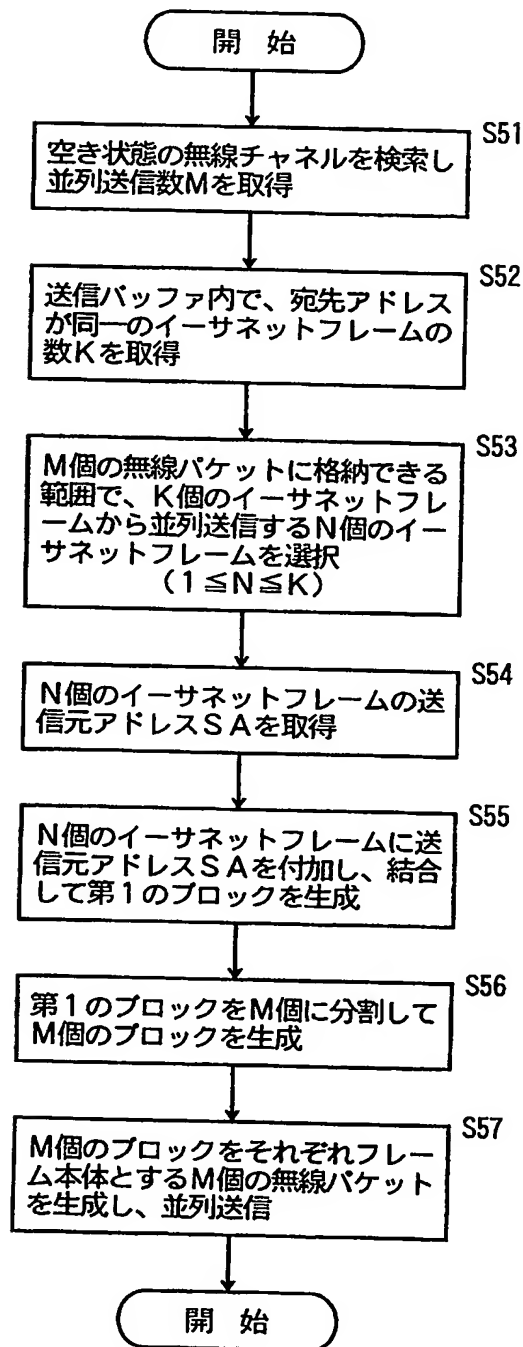 開 始
S51
空き状態の無線チャネルを検索し
並列送信数Mを取得
S52
送信バッファ内で、宛先アドレス
が同一のイーサネットフレームの
数Kを取得
S53
M個の無線パケットに格納できる
範囲で、K個のイーサネットフレ
ームから並列送信するN個のイー
サネットフレームを選択
(1≦N≦K)
S54
N個のイーサネットフレームの送
信元アドレスSAを取得
S55
N個のイーサネットフレームに送
信元アドレスSAを付加し、結合
して第1のブロックを生成
S56
第1のブロックをM個に分割して
M個のブロックを生成
S57
M個のブロックをそれぞれフレー
ム本体とするM個の無線パケット
を生成し、並列送信
開 始